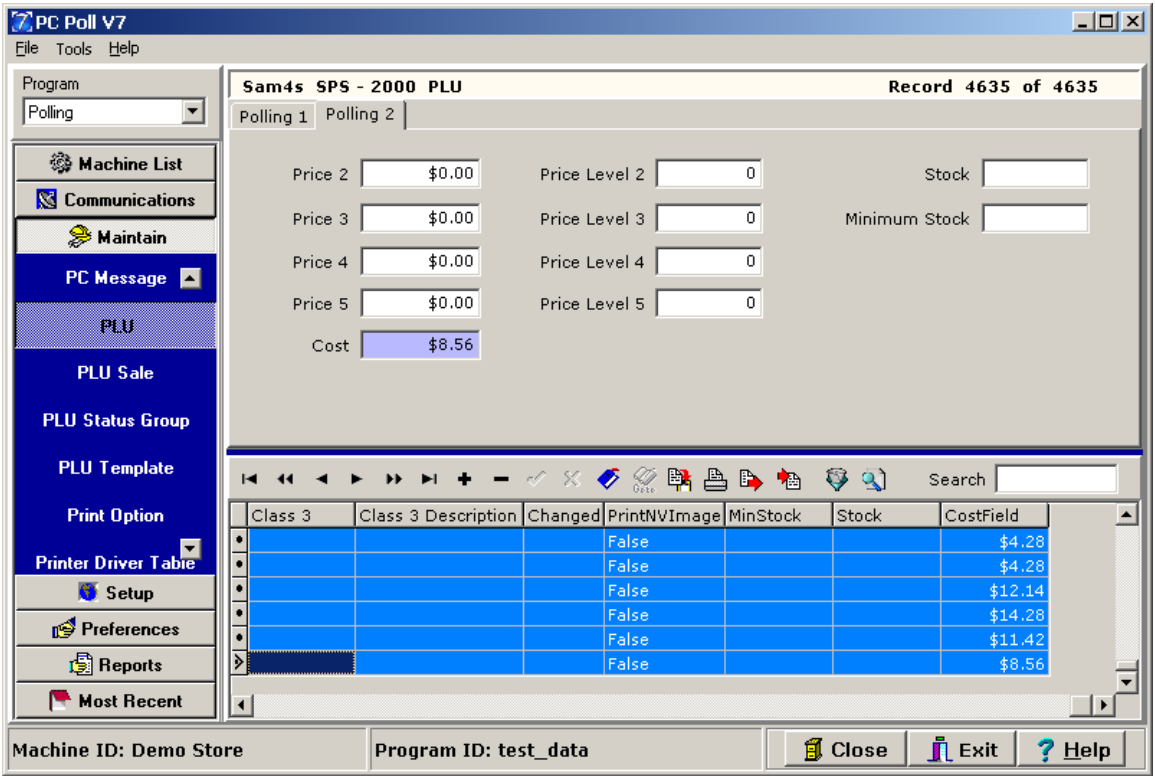 PC Poll V7
File Tools Help
Program
Polling
Machine List
Communications
Maintain
PC Message
PLU
PLU Sale
PLU Status Group
PLU Template
Print Option
Printer Driver Table
Setup
Preferences
Reports
Most Recent
Sam4s SPS - 2000 PLU Record 4635 of 4635
Polling 1 Polling 2
Price 2 $0.00 Price Level 2 0 Stock
Price 3 $0.00 Price Level 3 0 Minimum Stock
Price 4 $0.00 Price Level 4 0
Price 5 $0.00 Price Level 5 0
Cost $8.56
Goto Search
Class 3 Class 3 Description Changed PrintNVImage MinStock Stock CostField
False $4.28
False $4.28
False $12.14
False $14.28
False $11.42
False $8.56
Machine ID: Demo Store Program ID: test_data Close Exit Help